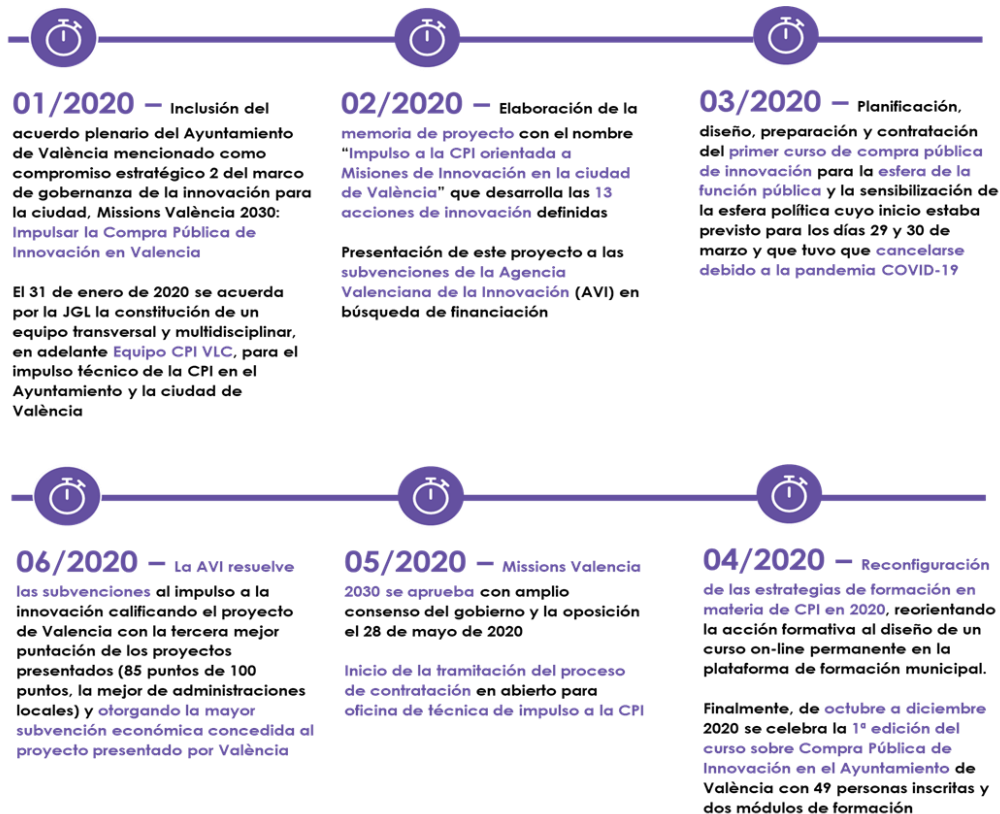 01/2020 – Inclusión del
acuerdo plenario del Ayuntamiento
de València mencionado como
compromiso estratégico 2 del marco
de gobernanza de la innovación para
la ciudad, Missions València 2030:
Impulsar la Compra Pública de
Innovación en Valencia
El 31 de enero de 2020 se acuerda
por la JGL la constitución de un
equipo transversal y multidisciplinar,
en adelante Equipo CPI VLC, para el
impulso técnico de la CPI en el
Ayuntamiento y la ciudad de
València
02/2020 – Elaboración de la
memoria de proyecto con el nombre
“Impulso a la CPI orientada a
Misiones de Innovación en la ciudad
de València” que desarrolla las 13
acciones de innovación definidas
Presentación de este proyecto a las
subvenciones de la Agencia
Valenciana de la Innovación (AVI) en
búsqueda de financiación
03/2020 – Planificación,
diseño, preparación y contratación
del primer curso de compra pública
de innovación para la esfera de la
función pública y la sensibilización de
la esfera política cuyo inicio estaba
previsto para los días 29 y 30 de
marzo y que tuvo que cancelarse
debido a la pandemia COVID-19
06/2020 – La AVI resuelve
las subvenciones al impulso a la
innovación calificando el proyecto
de Valencia con la tercera mejor
puntación de los proyectos
presentados (85 puntos de 100
puntos, la mejor de administraciones
locales) y otorgando la mayor
subvención económica concedida al
proyecto presentado por València
05/2020 – Missions Valencia
2030 se aprueba con amplio
consenso del gobierno y la oposición
el 28 de mayo de 2020
Inicio de la tramitación del proceso
de contratación en abierto para
oficina de técnica de impulso a la CPI
04/2020 – Reconfiguración
de las estrategias de formación en
materia de CPI en 2020, reorientando
la acción formativa al diseño de un
curso on-line permanente en la
plataforma de formación municipal.
Finalmente, de octubre a diciembre
2020 se celebra la 1ª edición del
curso sobre Compra Pública de
Innovación en el Ayuntamiento de
València con 49 personas inscritas y
dos módulos de formación